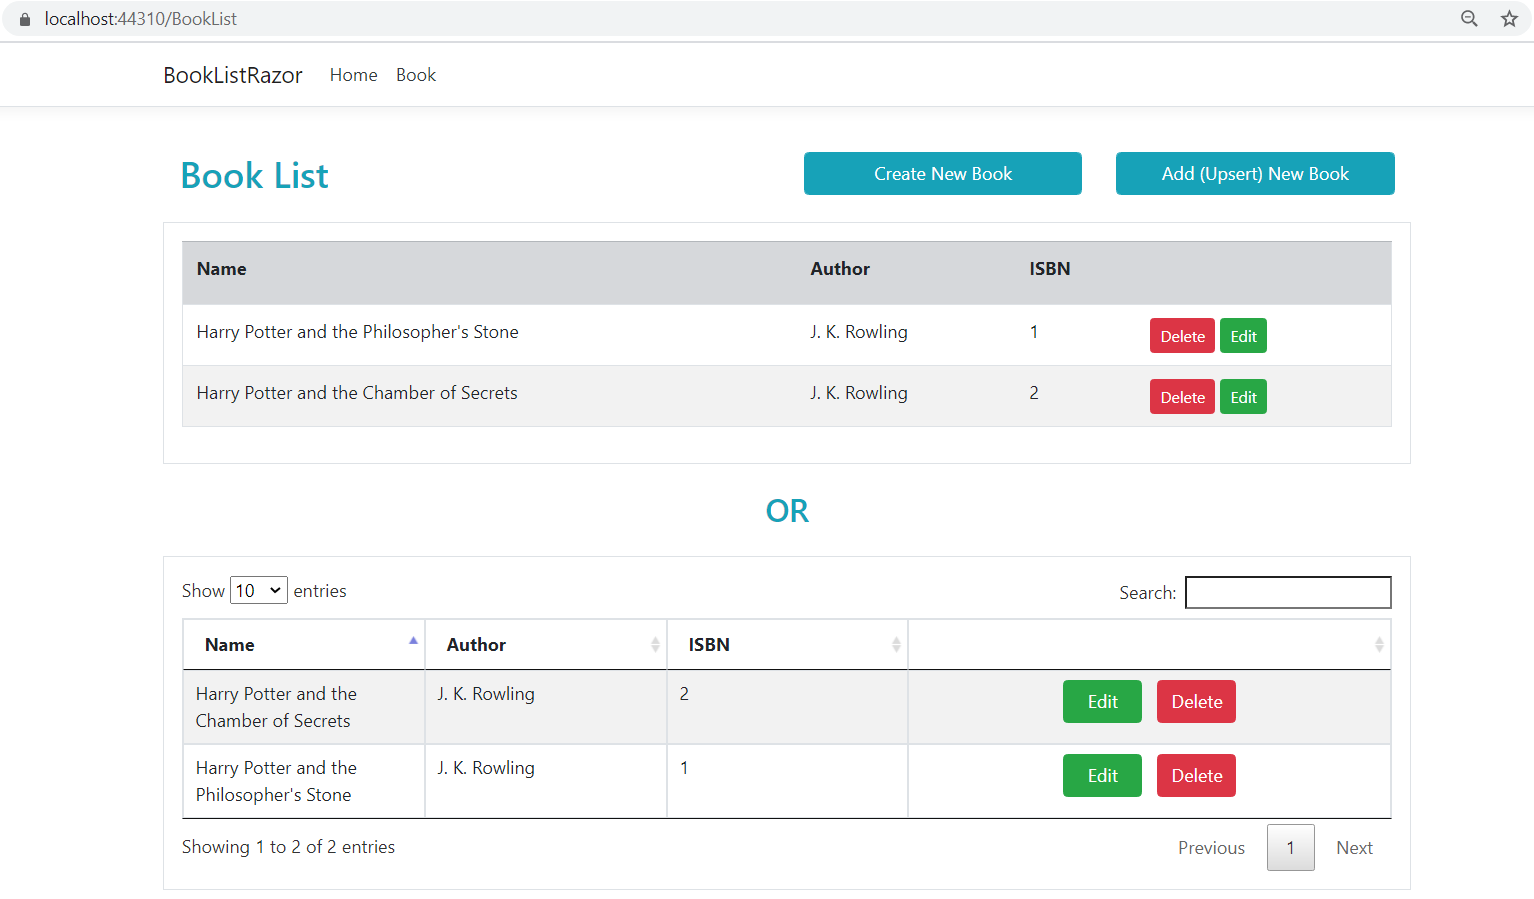 localhost:44310/BookList
BookListRazor Home Book
Book List Create New Book Add (Upsert) New Book
Name Author ISBN
Harry Potter and the Philosopher's Stone J. K. Rowling 1 Delete Edit
Harry Potter and the Chamber of Secrets J. K. Rowling 2 Delete Edit
OR
Show 10 entries Search:
Name Author ISBN
Harry Potter and the
Chamber of Secrets J. K. Rowling 2 Edit Delete
Harry Potter and the
Philosopher's Stone J. K. Rowling 1 Edit Delete
Showing 1 to 2 of 2 entries Previous 1 Next